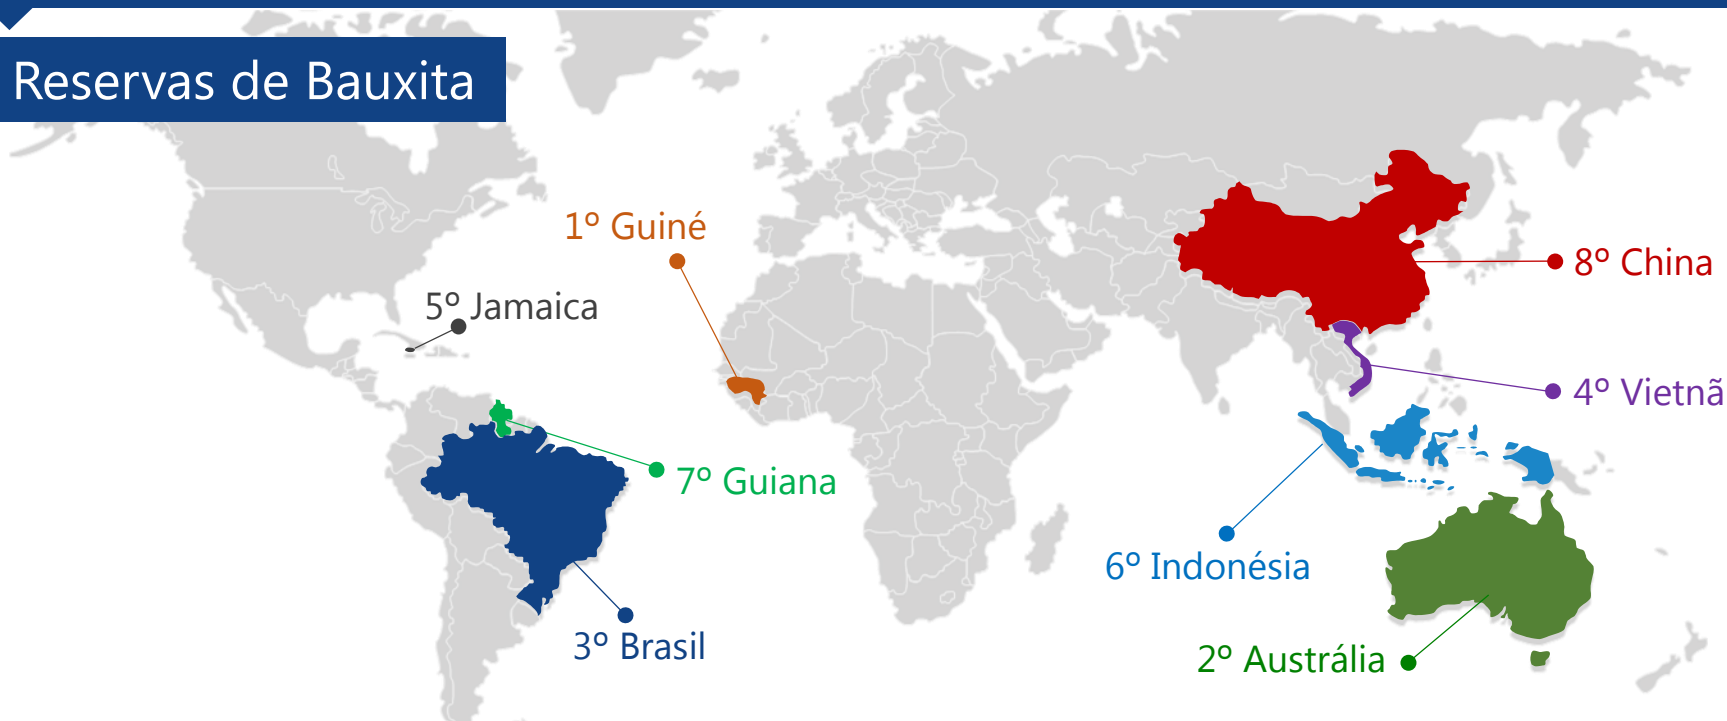 Reservas de Bauxita
1º Guiné
8º China
5º Jamaica
4º Vietnã
7º Guiana
6º Indonésia
3º Brasil
2º Austrália